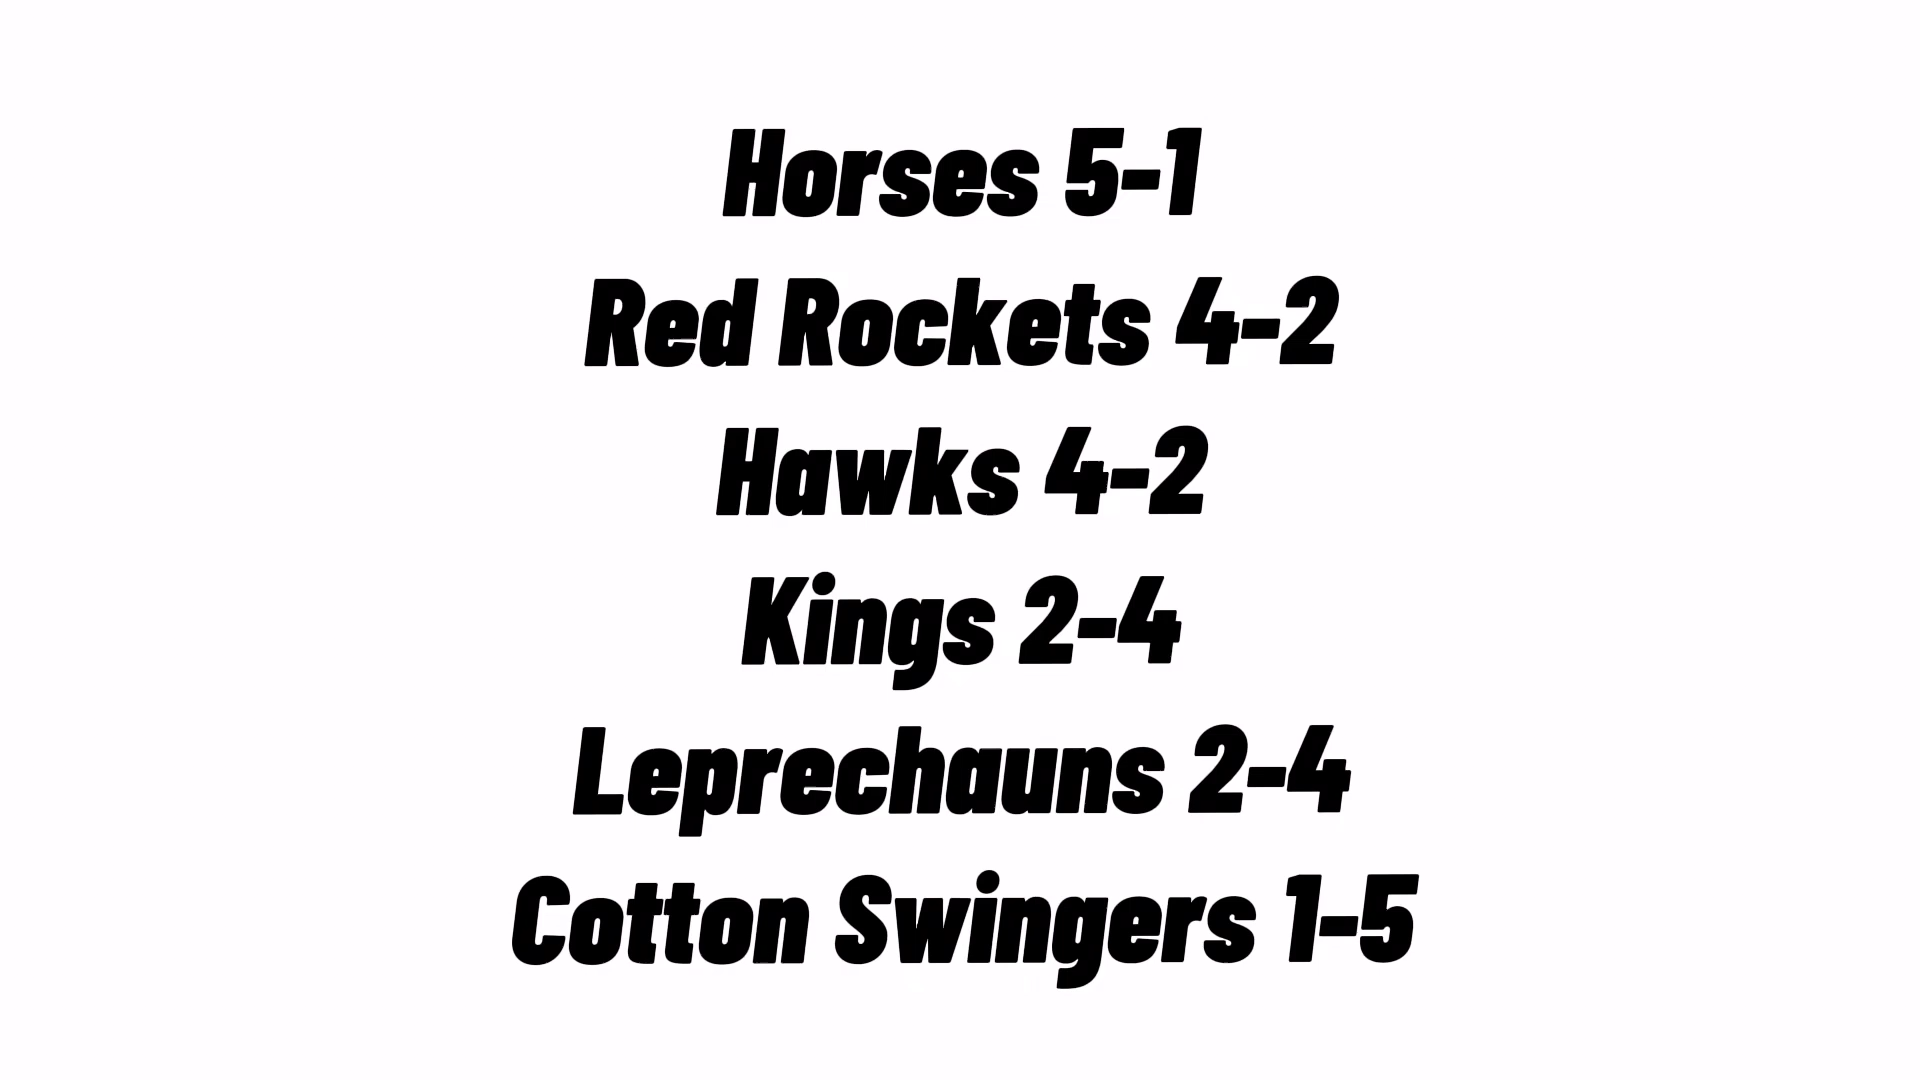 Horses 5-1
Red Rockets 4-2
Hawks 4-2
Kings 2-4
Leprechauns 2-4
Cotton Swingers 1-5